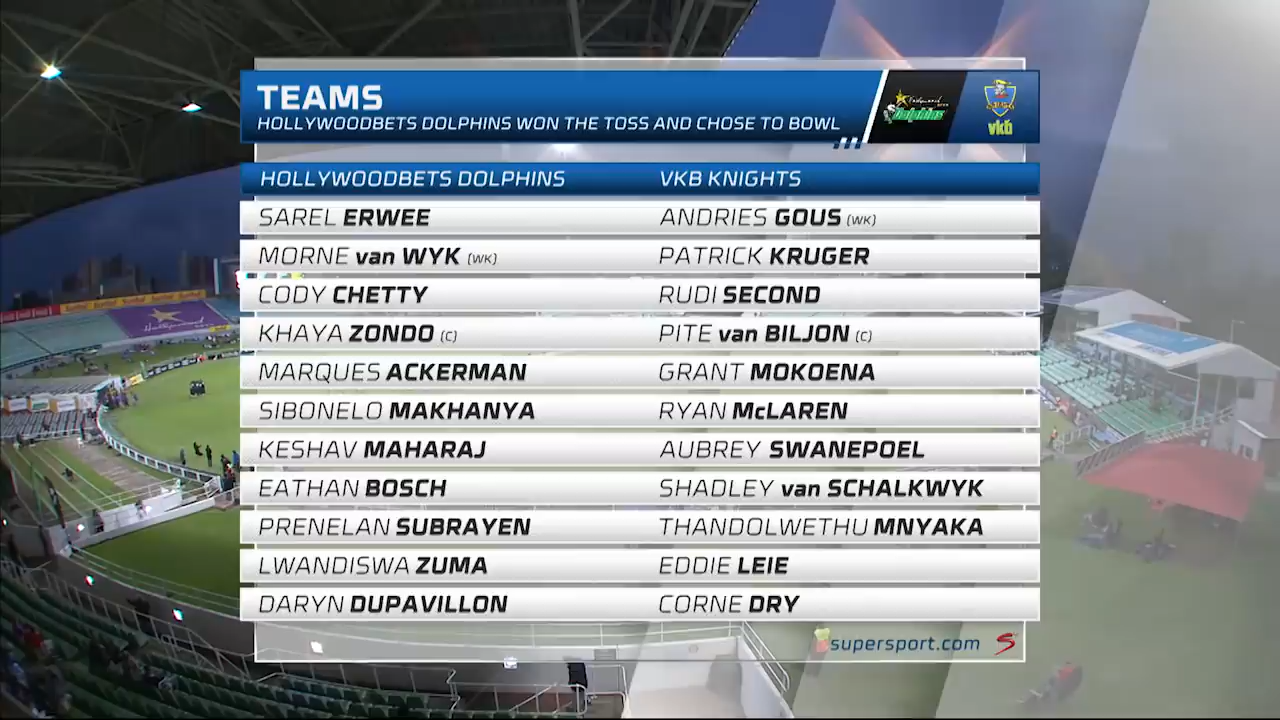 TEAMS
HOLLYWOODBETS DOLPHINS WON THE TOSS AND CHOSE TO BOWL
Dolphins
vkb
HOLLYWOODBETS DOLPHINS VKB KNIGHTS
SAREL ERWEE ANDRIES GOUS (WK)
MORNE van WYK (WK) PATRICK KRUGER
CODY CHETTY RUDI SECOND
KHAYA ZONDO (C) PITE van BILJON (C)
MARQUES ACKERMAN GRANT MOKOENA
SIBONELO MAKHANYA RYAN McLAREN
KESHAV MAHARAJ AUBREY SWANEPOEL
EATHAN BOSCH SHADLEY van SCHALKWYK
PRENELAN SUBRAYEN THANDOLWETHU MNYAKA
LWANDISWA ZUMA EDDIE LEIE
DARYN DUPAVILLON CORNE DRY
supersport.com S